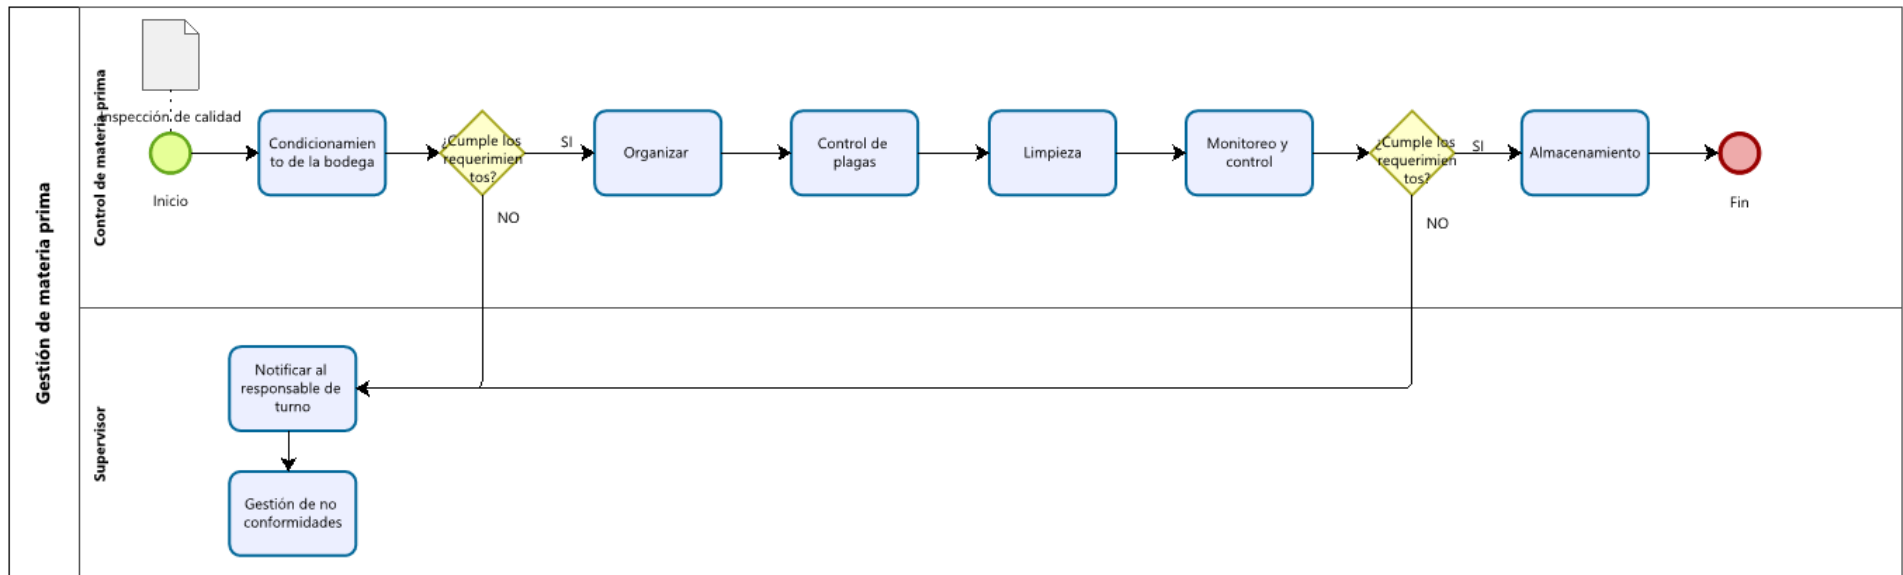 Gestión de materia prima
Control de materia prima
Inspección de calidad
Inicio
Condicionamien
to de la bodega
¿Cumple los
requerimien
tos?
SI
NO
Organizar
Control de
plagas
Limpieza
Monitoreo y
control
¿Cumple los
requerimien
tos?
SI
NO
Almacenamiento
Fin
Supervisor
Notificar al
responsable de
turno
Gestión de no
conformidades